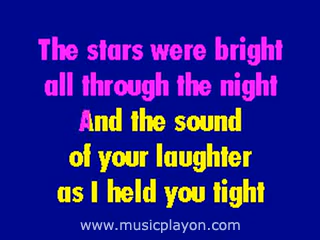 The stars were bright
all through the night
And the sound
of your laughter
as I held you tight
www.musicplayon.com